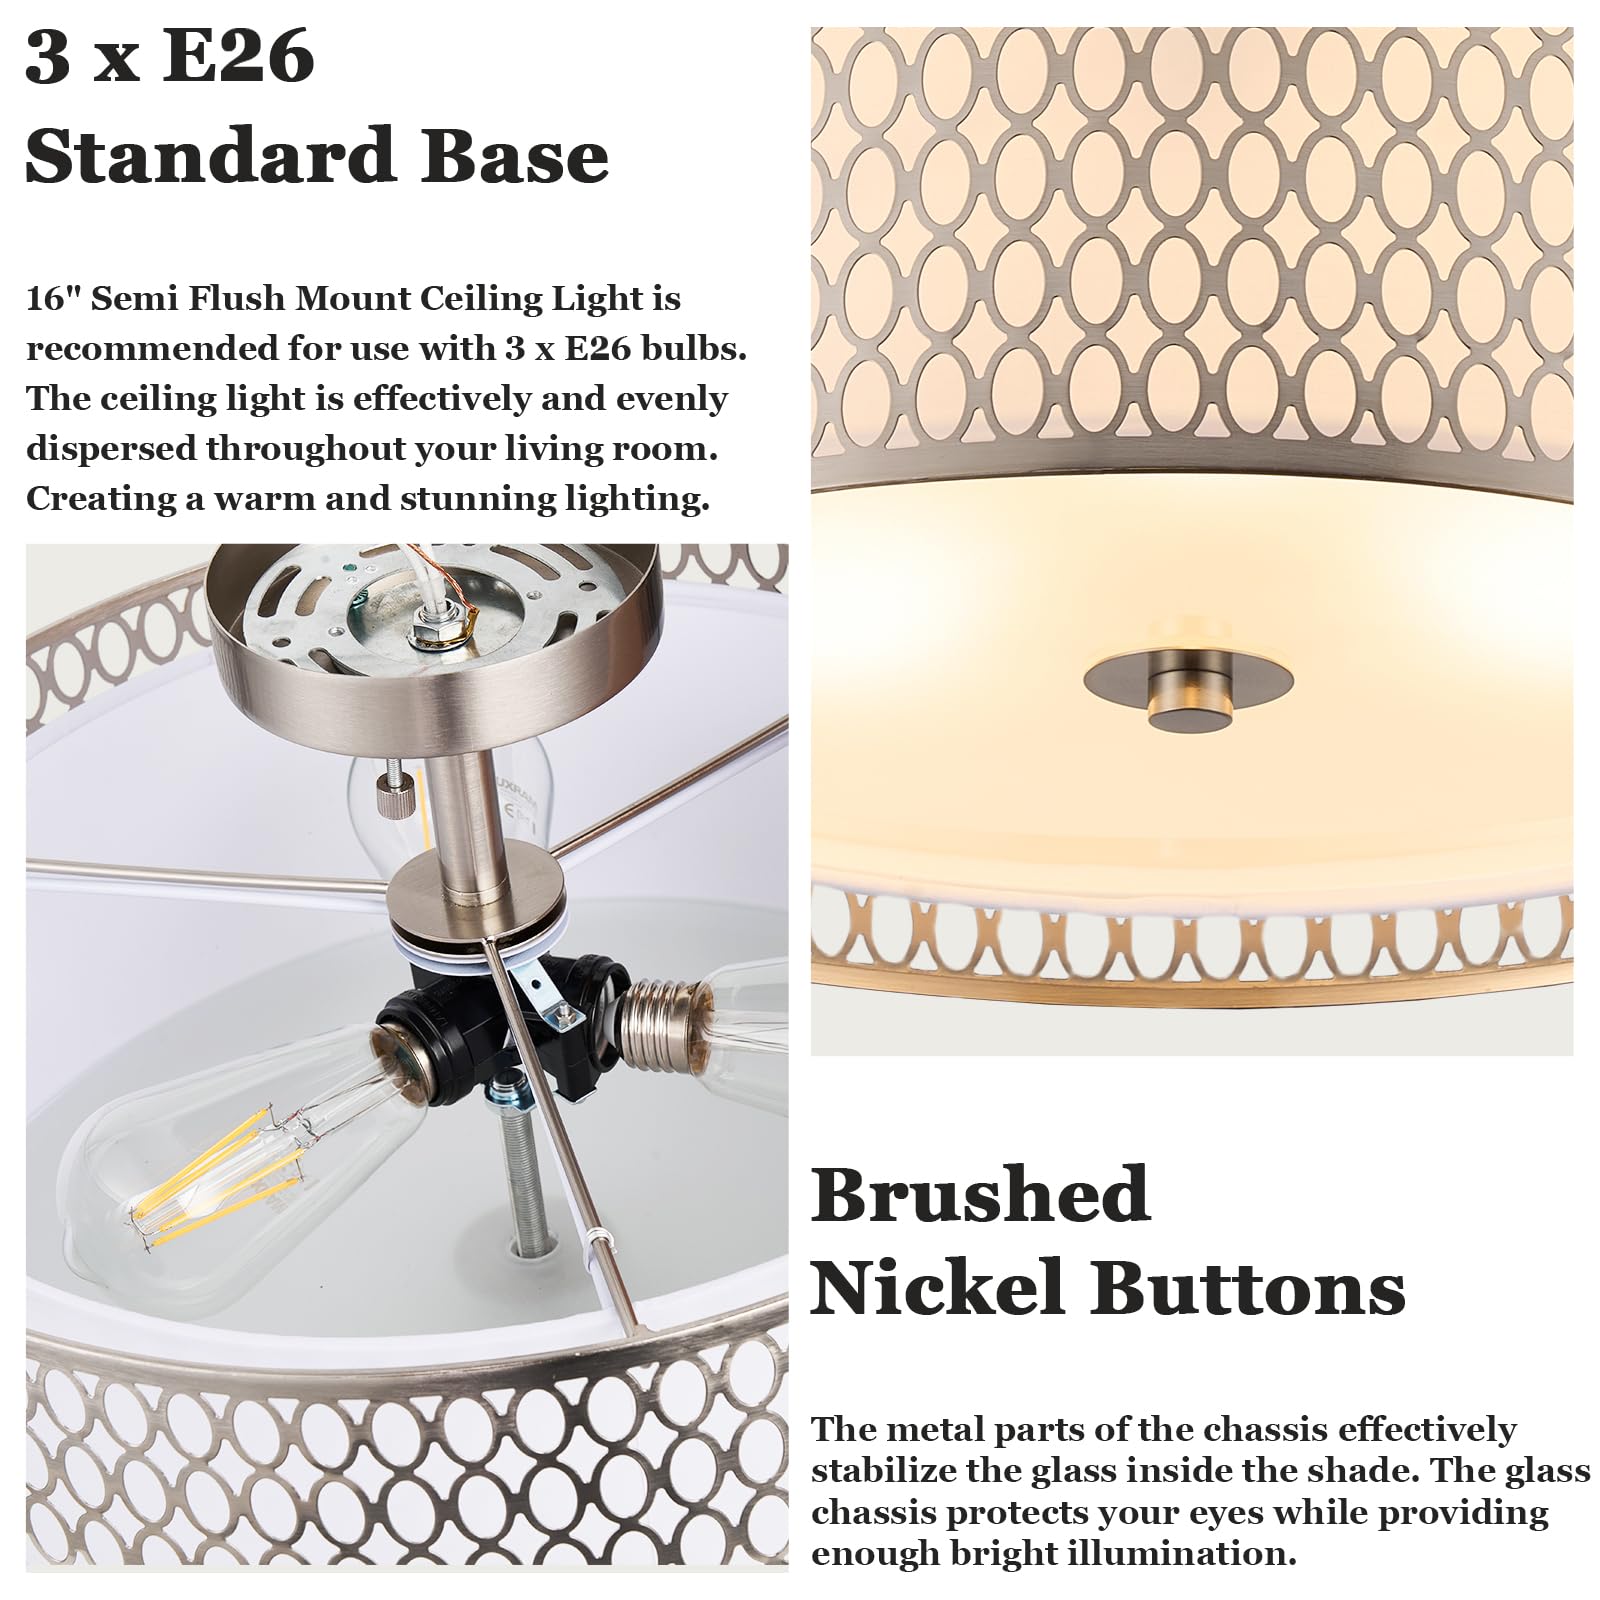 3 x E26
Standard Base
16" Semi Flush Mount Ceiling Light is
recommended for use with 3 x E26 bulbs.
The ceiling light is effectively and evenly
dispersed throughout your living room.
Creating a warm and stunning lighting.
Brushed
Nickel Buttons
The metal parts of the chassis effectively
stabilize the glass inside the shade. The glass
chassis protects your eyes while providing
enough bright illumination.